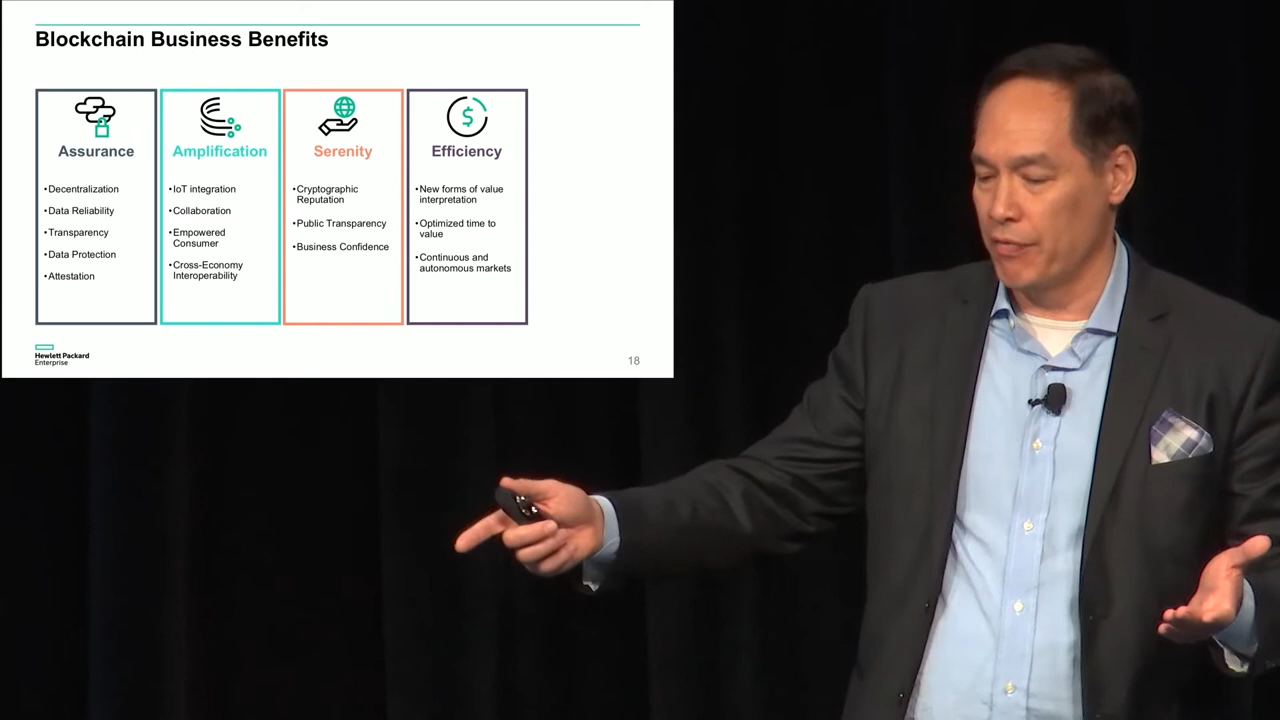 Blockchain Business Benefits
Assurance
•Decentralization
•Data Reliability
•Transparency
•Data Protection
•Attestation
Amplification
•IoT integration
•Collaboration
•Empowered
Consumer
•Cross-Economy
Interoperability
Serenity
•Cryptographic
Reputation
•Public Transparency
•Business Confidence
Efficiency
$
•New forms of value
interpretation
•Optimized time to
value
•Continuous and
autonomous markets
Hewlett Packard
Enterprise
18